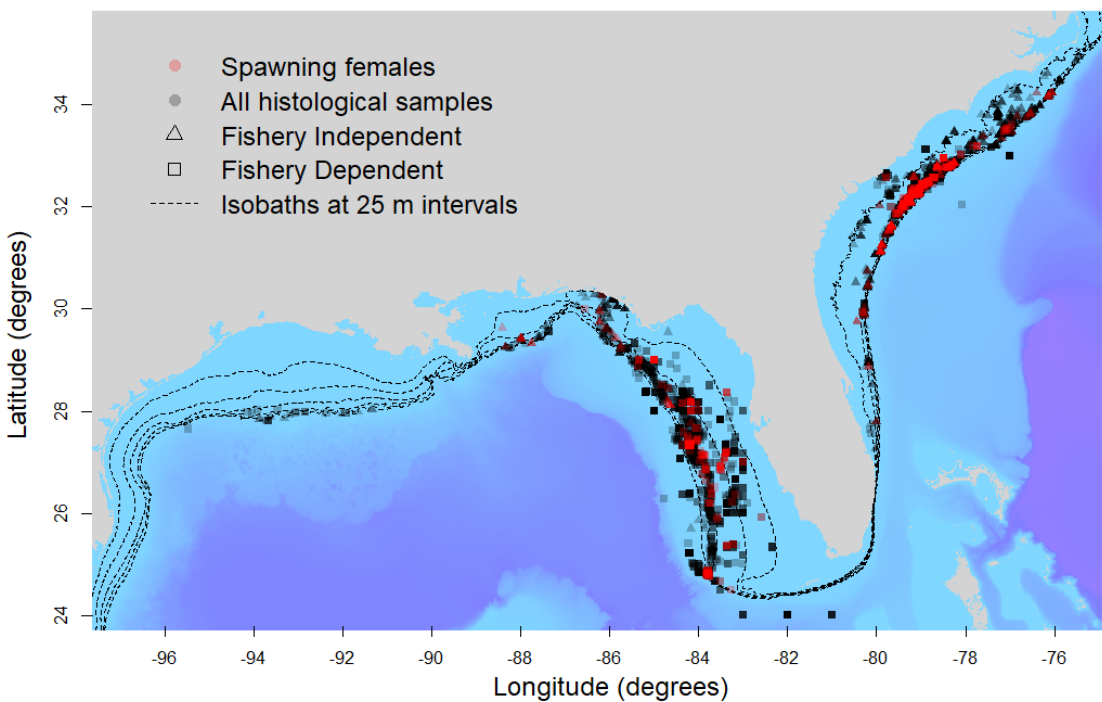 Spawning females
All histological samples
Fishery Independent
Fishery Dependent
Isobaths at 25 m intervals
Latitude (degrees)
34
32
30
28
26
24
-96
-94
-92
-90
-88
-86
-84
-82
-80
-78
-76
Longitude (degrees)